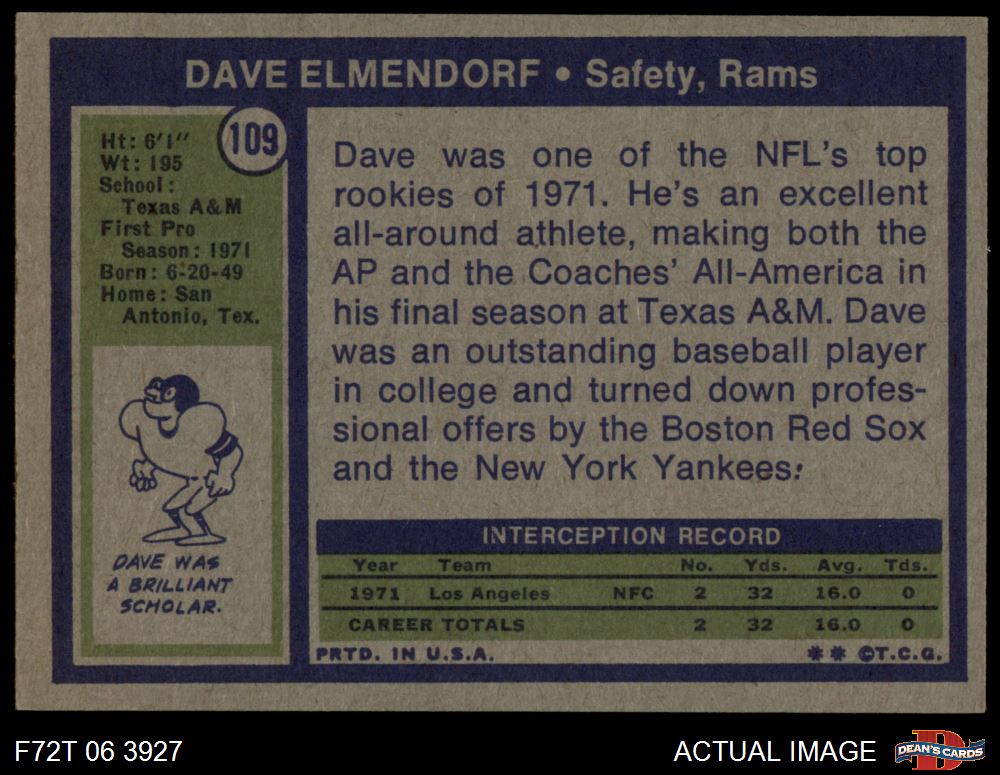 DAVE ELMENDORF • Safety, Rams
109
Ht: 6'1"
Wt: 195
School:
Texas A&M
First Pro
Season: 1971
Born: 6-20-49
Home: San
Antonio, Tex.
DAVE WAS
A BRILLIANT
SCHOLAR.
Dave was one of the NFL's top
rookies of 1971. He's an excellent
all-around athlete, making both the
AP and the Coaches' All-America in
his final season at Texas A&M. Dave
was an outstanding baseball player
in college and turned down profes-
sional offers by the Boston Red Sox
and the New York Yankees.
INTERCEPTION RECORD
Year Team No. Yds. Avg. Tds.
1971 Los Angeles NFC 2 32 16.0 0
CAREER TOTALS 2 32 16.0 0
PRTD. IN U.S.A. ** ©T.C.G.
F72T 06 3927 ACTUAL IMAGE
D
DEAN'S CARDS